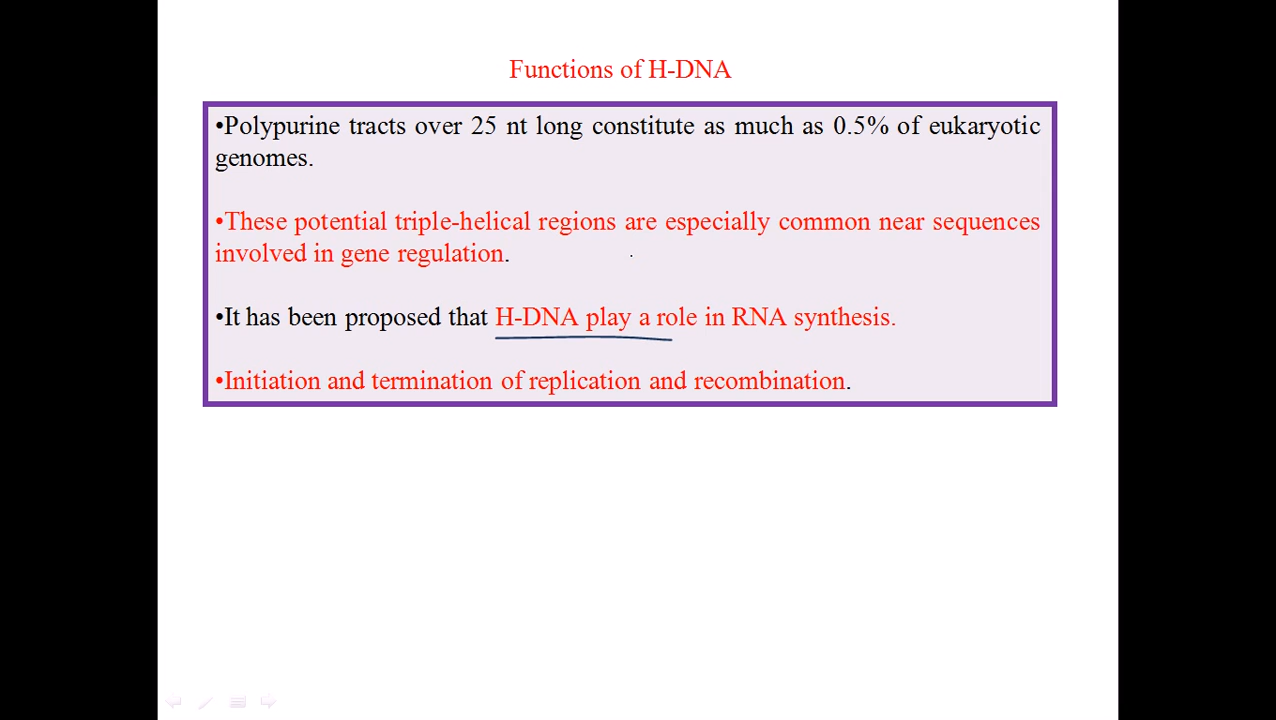 Functions of H-DNA
•Polypurine tracts over 25 nt long constitute as much as 0.5% of eukaryotic
genomes.
•These potential triple-helical regions are especially common near sequences
involved in gene regulation.
•It has been proposed that H-DNA play a role in RNA synthesis.
•Initiation and termination of replication and recombination.